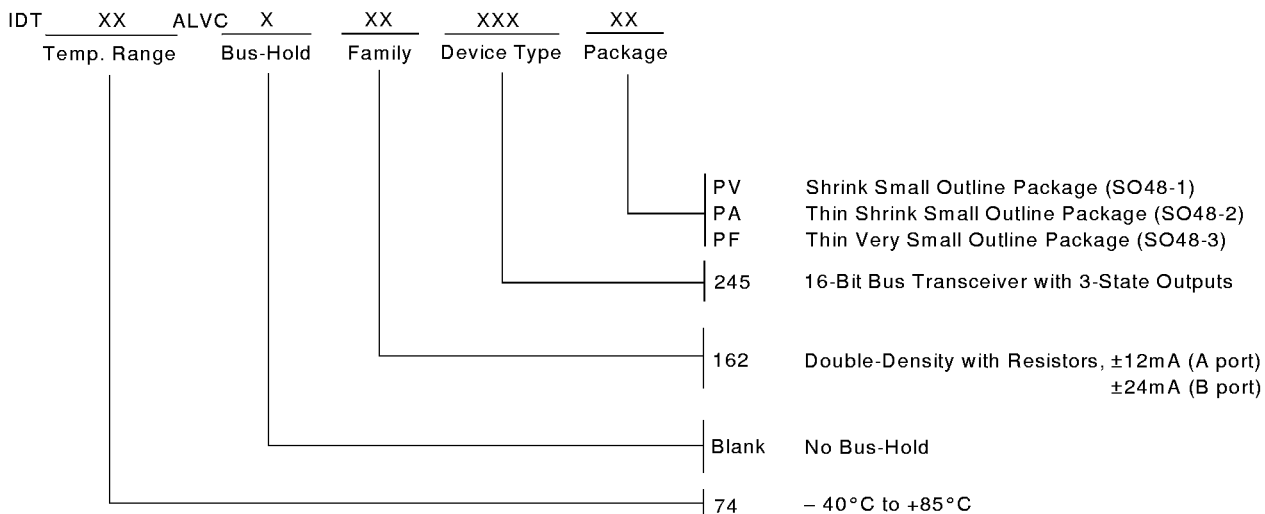 IDT XX ALVC X XX XXX XX
Temp. Range Bus-Hold Family Device Type Package
PV Shrink Small Outline Package (SO48-1)
PA Thin Shrink Small Outline Package (SO48-2)
PF Thin Very Small Outline Package (SO48-3)
245 16-Bit Bus Transceiver with 3-State Outputs
162 Double-Density with Resistors, ±12mA (A port)
±24mA (B port)
Blank No Bus-Hold
74 – 40°C to +85°C